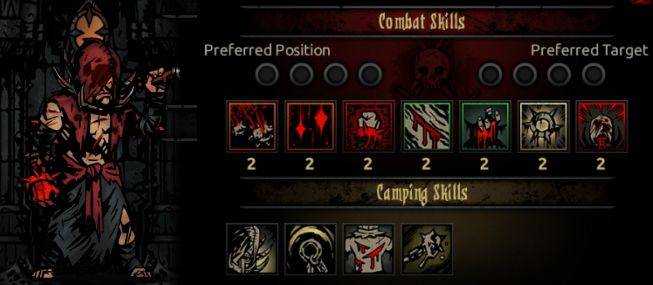 Combat Skills
Preferred Position Preferred Target
2 2 2 2 2 2 2
Camping Skills